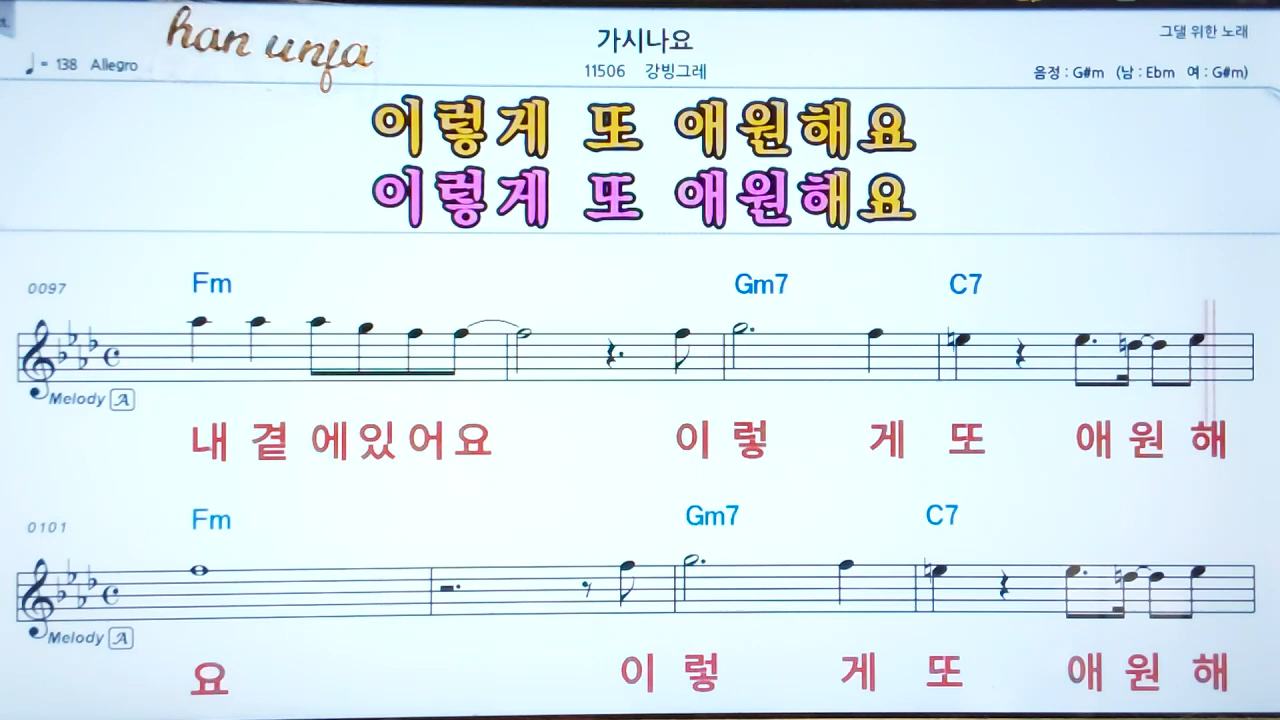 han unja
가시나요
그댈 위한 노래
♩= 138 Allegro
11506 강빙그레
음정 : G#m (남 : Ebm 여 : G#m)
이렇게 또 애원해요
이렇게 또 애원해요
0097 Fm Gm7 C7
Melody A
내 곁 에 있 어 요 이 렇 게 또 애 원 해
0101 Fm Gm7 C7
Melody A
요 이 렇 게 또 애 원 해